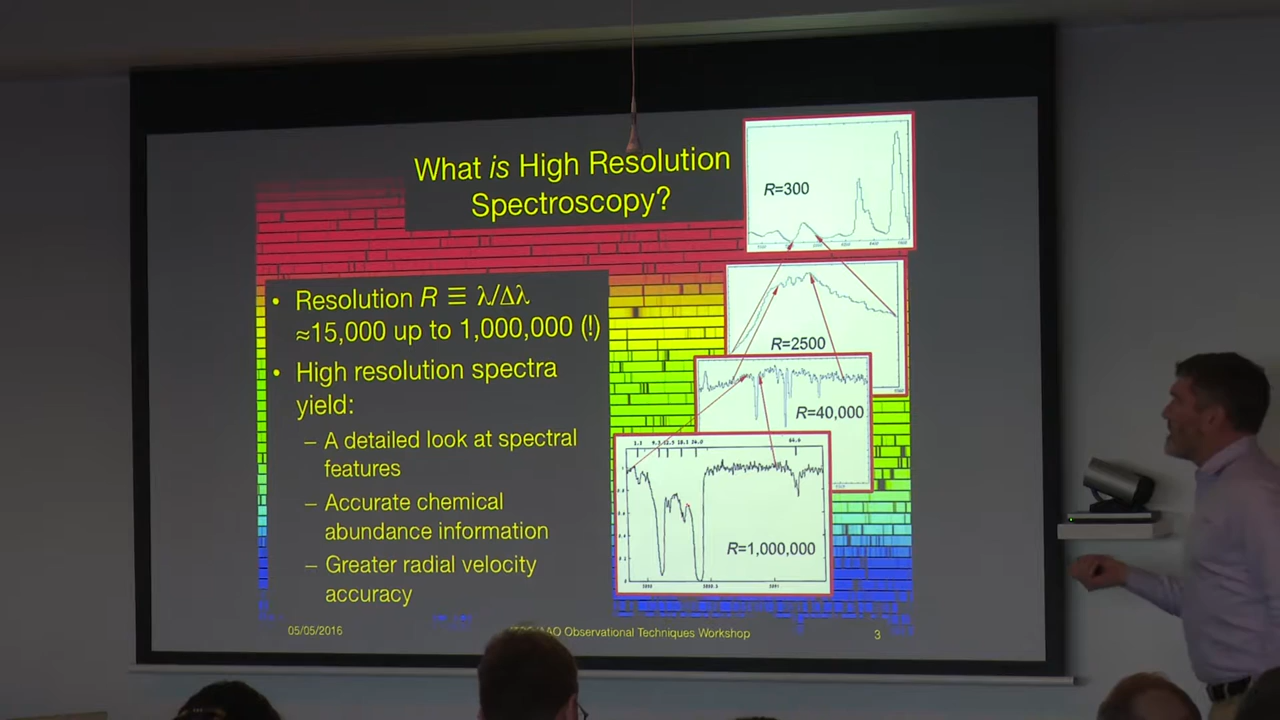 What is High Resolution
Spectroscopy?
• Resolution R ≡ λ/Δλ
≈15,000 up to 1,000,000 (!)
• High resolution spectra
yield:
– A detailed look at spectral
features
– Accurate chemical
abundance information
– Greater radial velocity
accuracy
R=300
R=2500
R=40,000
R=1,000,000
05/05/2016
Observational Techniques Workshop
3